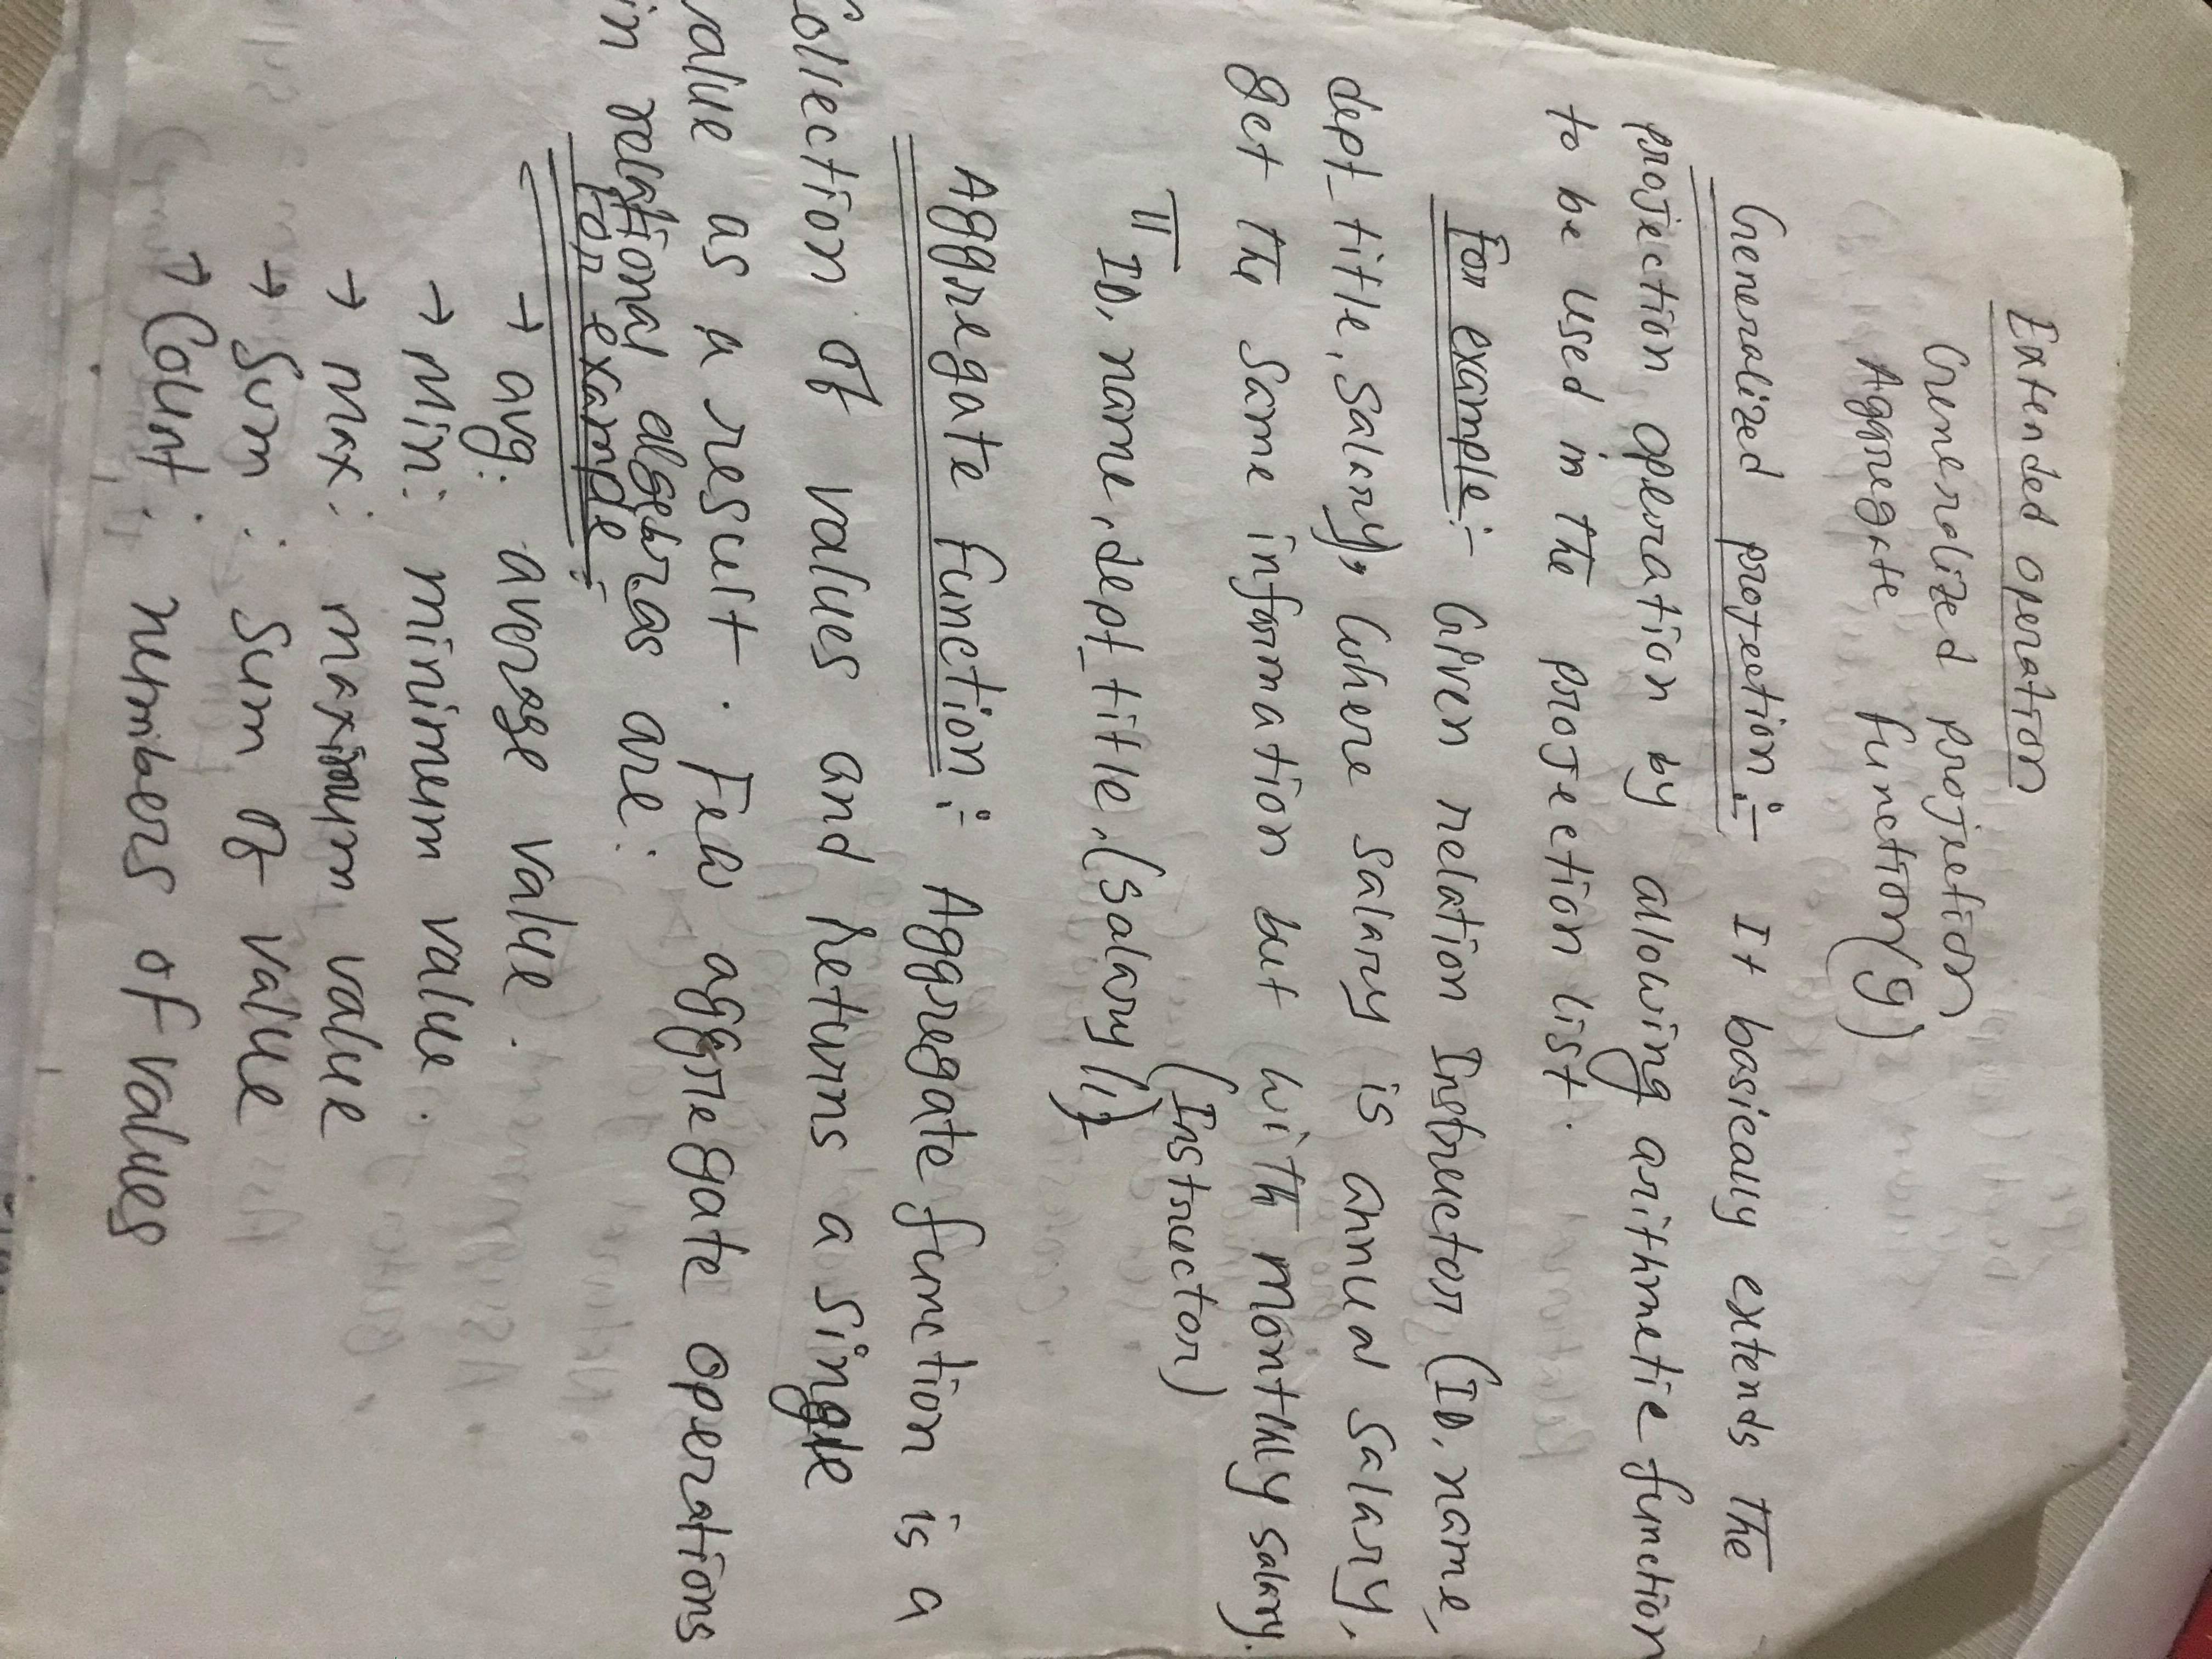 Extended operation
Generalized projection
Aggregate function (g)
Generalized projection :- It basically extends the
projection operation by allowing arithmetic function
to be used in the projection list.
For example :- Given relation Instructor (ID, name,
dept_title, salary), where salary is annual salary,
get the same information but with monthly salary.
(Instructor)
π ID, name, dept_title, (salary/12)
Aggregate function :- Aggregate function is a
Collection of values and returns a single
value as a result. Few aggregate operations
in relational algebras are:
For example :-
→ avg: average value.
→ Min: minimum value.
→ Max: maximum value
→ Sum: Sum of value
→ Count: numbers of values